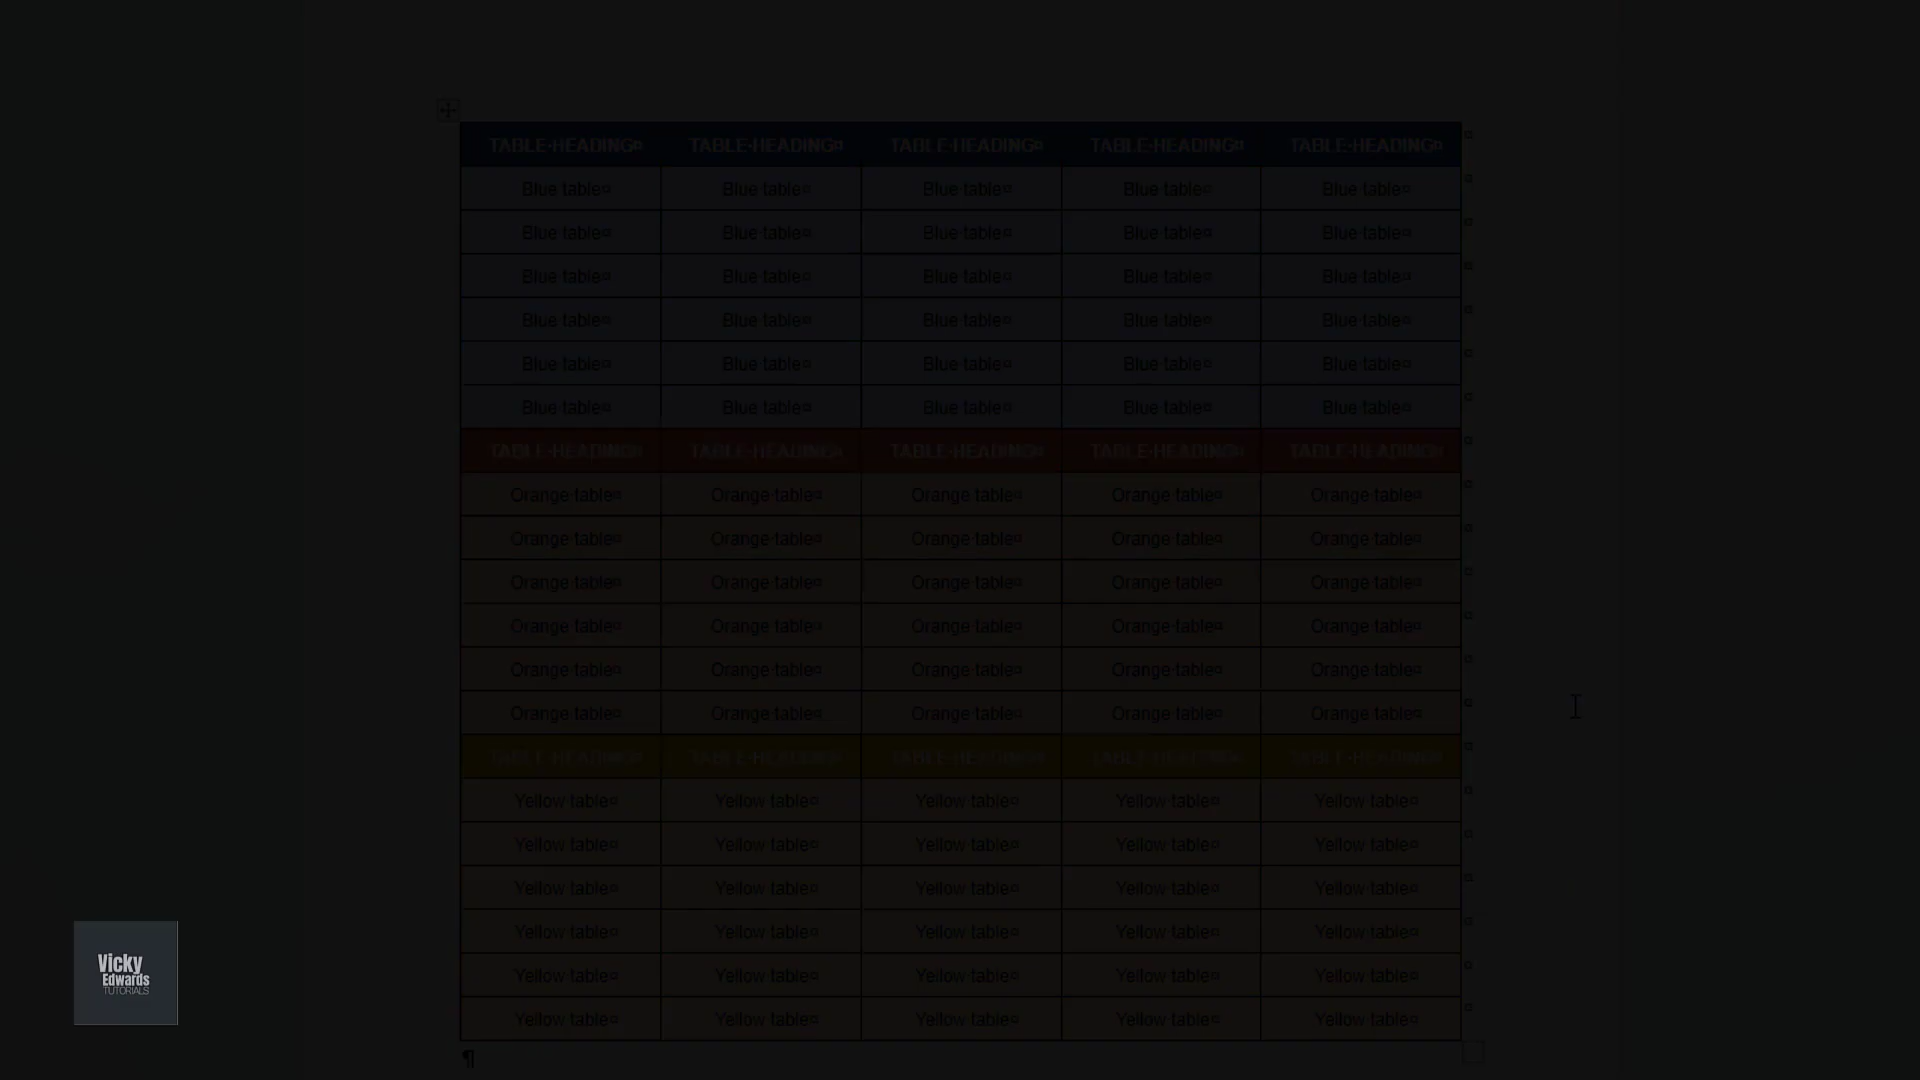 TABLE·HEADING¤ TABLE·HEADING¤ TABLE·HEADING¤ TABLE·HEADING¤ TABLE·HEADING¤
Blue·table¤ Blue·table¤ Blue·table¤ Blue·table¤ Blue·table¤
Blue·table¤ Blue·table¤ Blue·table¤ Blue·table¤ Blue·table¤
Blue·table¤ Blue·table¤ Blue·table¤ Blue·table¤ Blue·table¤
Blue·table¤ Blue·table¤ Blue·table¤ Blue·table¤ Blue·table¤
Blue·table¤ Blue·table¤ Blue·table¤ Blue·table¤ Blue·table¤
Blue·table¤ Blue·table¤ Blue·table¤ Blue·table¤ Blue·table¤
TABLE·HEADING¤ TABLE·HEADING¤ TABLE·HEADING¤ TABLE·HEADING¤ TABLE·HEADING¤
Orange·table¤ Orange·table¤ Orange·table¤ Orange·table¤ Orange·table¤
Orange·table¤ Orange·table¤ Orange·table¤ Orange·table¤ Orange·table¤
Orange·table¤ Orange·table¤ Orange·table¤ Orange·table¤ Orange·table¤
Orange·table¤ Orange·table¤ Orange·table¤ Orange·table¤ Orange·table¤
Orange·table¤ Orange·table¤ Orange·table¤ Orange·table¤ Orange·table¤
Orange·table¤ Orange·table¤ Orange·table¤ Orange·table¤ Orange·table¤
TABLE·HEADING¤ TABLE·HEADING¤ TABLE·HEADING¤ TABLE·HEADING¤ TABLE·HEADING¤
Yellow·table¤ Yellow·table¤ Yellow·table¤ Yellow·table¤ Yellow·table¤
Yellow·table¤ Yellow·table¤ Yellow·table¤ Yellow·table¤ Yellow·table¤
Yellow·table¤ Yellow·table¤ Yellow·table¤ Yellow·table¤ Yellow·table¤
Yellow·table¤ Yellow·table¤ Yellow·table¤ Yellow·table¤ Yellow·table¤
Yellow·table¤ Yellow·table¤ Yellow·table¤ Yellow·table¤ Yellow·table¤
Yellow·table¤ Yellow·table¤ Yellow·table¤ Yellow·table¤ Yellow·table¤
¶
Vicky
Edwards
TUTORIALS